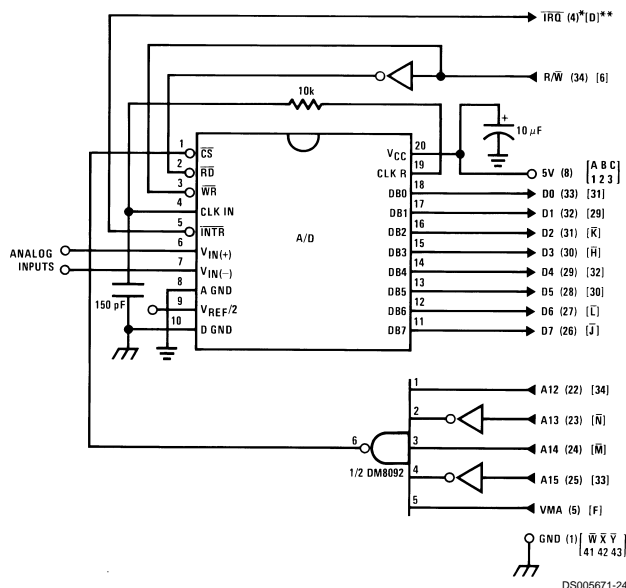 IRQ (4)*[D]**
R/W̅ (34) [6]
10k
+
10 μF
1 C̅S̅
2 R̅D̅
3 W̅R̅
4 CLK IN
5 I̅N̅T̅R̅
6 VIN(+)
7 VIN(−)
8 A GND
9 VREF/2
10 D GND
A/D
VCC 20
CLK R 19
DB0 18
DB1 17
DB2 16
DB3 15
DB4 14
DB5 13
DB6 12
DB7 11
ANALOG
INPUTS
150 pF
5V (8) [A B C
1 2 3]
D0 (33) [31]
D1 (32) [29]
D2 (31) [K̅]
D3 (30) [H̅]
D4 (29) [32]
D5 (28) [30]
D6 (27) [L̅]
D7 (26) [J̅]
1 A12 (22) [34]
2 A13 (23) [N̅]
3 A14 (24) [M̅]
4 A15 (25) [33]
5 VMA (5) [F]
6
1/2 DM8092
GND (1) [W̅ X̅ Y̅
41 42 43]
DS005671-24